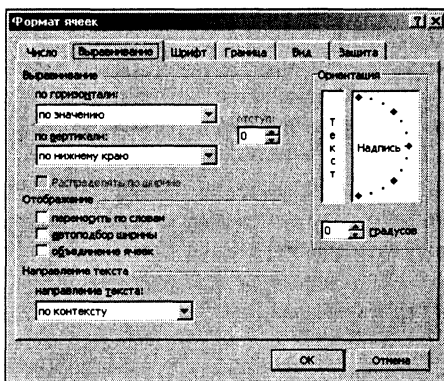 Формат ячеек
Число Выравнивание Шрифт Граница Вид Защита
Выравнивание
по горизонтали:
по значению
отступ:
по вертикали:
0
по нижнему краю
Распределять по ширине
Отображение
переносить по словам
автоподбор ширины
объединение ячеек
Направление текста
направление текста:
по контексту
Ориентация
Текст
Надпись
0 градусов
ОК Отмена